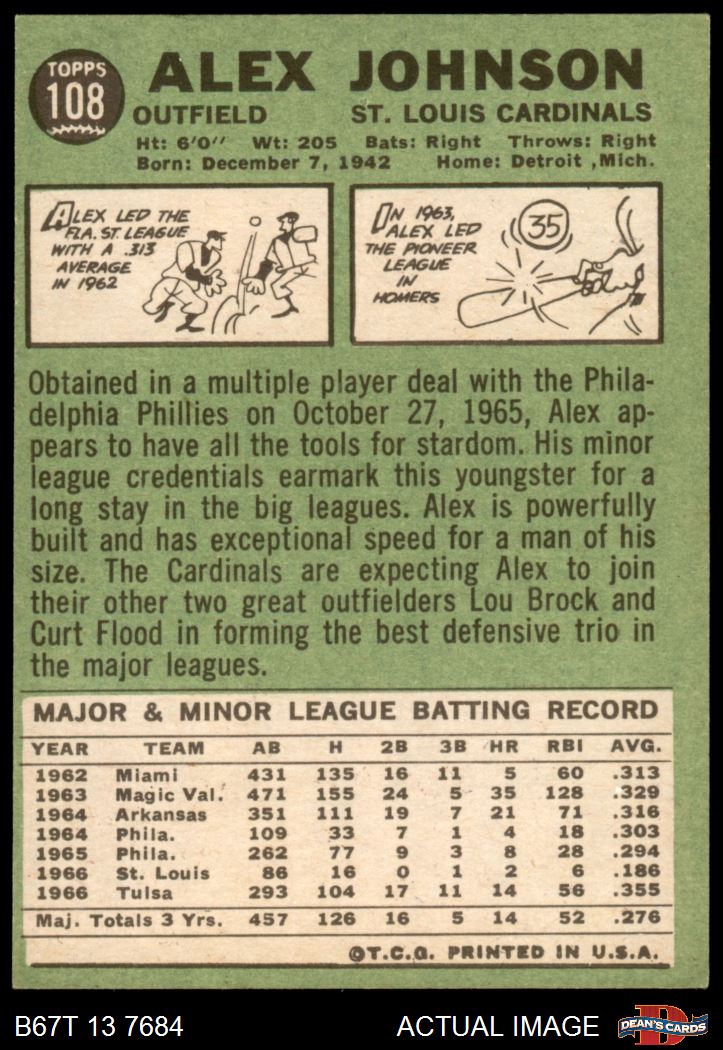 TOPPS
108
ALEX JOHNSON
OUTFIELD ST. LOUIS CARDINALS
Ht: 6'0" Wt: 205 Bats: Right Throws: Right
Born: December 7, 1942 Home: Detroit ,Mich.
ALEX LED THE
FLA. ST. LEAGUE
WITH A .313
AVERAGE
IN 1962
IN 1963,
ALEX LED
THE PIONEER
LEAGUE
IN
HOMERS
35
Obtained in a multiple player deal with the Phila-
delphia Phillies on October 27, 1965, Alex ap-
pears to have all the tools for stardom. His minor
league credentials earmark this youngster for a
long stay in the big leagues. Alex is powerfully
built and has exceptional speed for a man of his
size. The Cardinals are expecting Alex to join
their other two great outfielders Lou Brock and
Curt Flood in forming the best defensive trio in
the major leagues.
MAJOR & MINOR LEAGUE BATTING RECORD
YEAR TEAM AB H 2B 3B HR RBI AVG.
1962 Miami 431 135 16 11 5 60 .313
1963 Magic Val. 471 155 24 5 35 128 .329
1964 Arkansas 351 111 19 7 21 71 .316
1964 Phila. 109 33 7 1 4 18 .303
1965 Phila. 262 77 9 3 8 28 .294
1966 St. Louis 86 16 0 1 2 6 .186
1966 Tulsa 293 104 17 11 14 56 .355
Maj. Totals 3 Yrs. 457 126 16 5 14 52 .276
©T.C.G. PRINTED IN U.S.A.
B67T 13 7684 ACTUAL IMAGE
D
DEAN'S CARDS